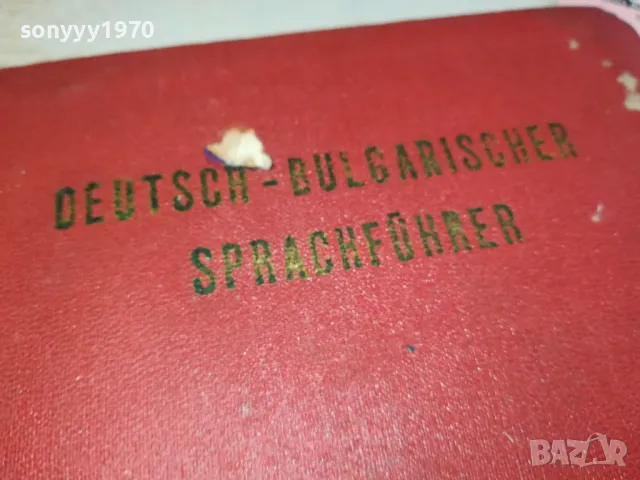 sonyyy1970
DEUTSCH-BULGARISCHER
SPRACHFÜHRER
BAZAR